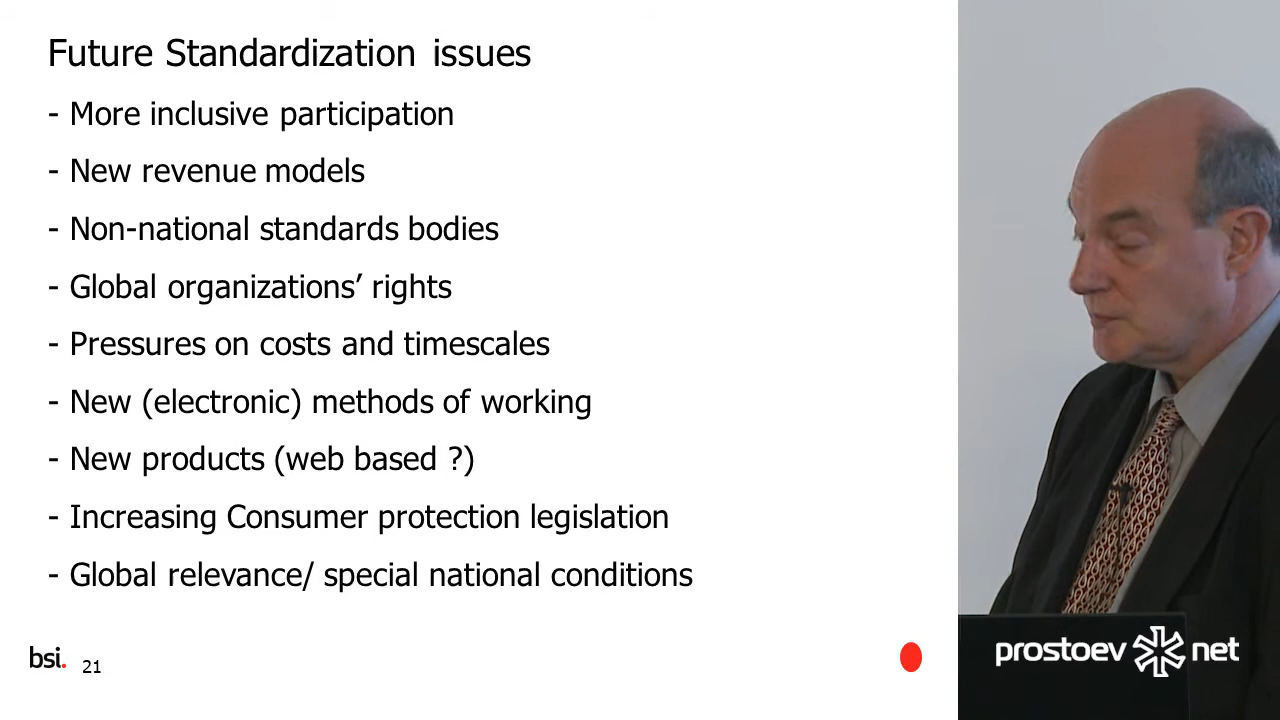 Future Standardization issues
- More inclusive participation
- New revenue models
- Non-national standards bodies
- Global organizations’ rights
- Pressures on costs and timescales
- New (electronic) methods of working
- New products (web based ?)
- Increasing Consumer protection legislation
- Global relevance/ special national conditions
bsi. 21
prostoev net